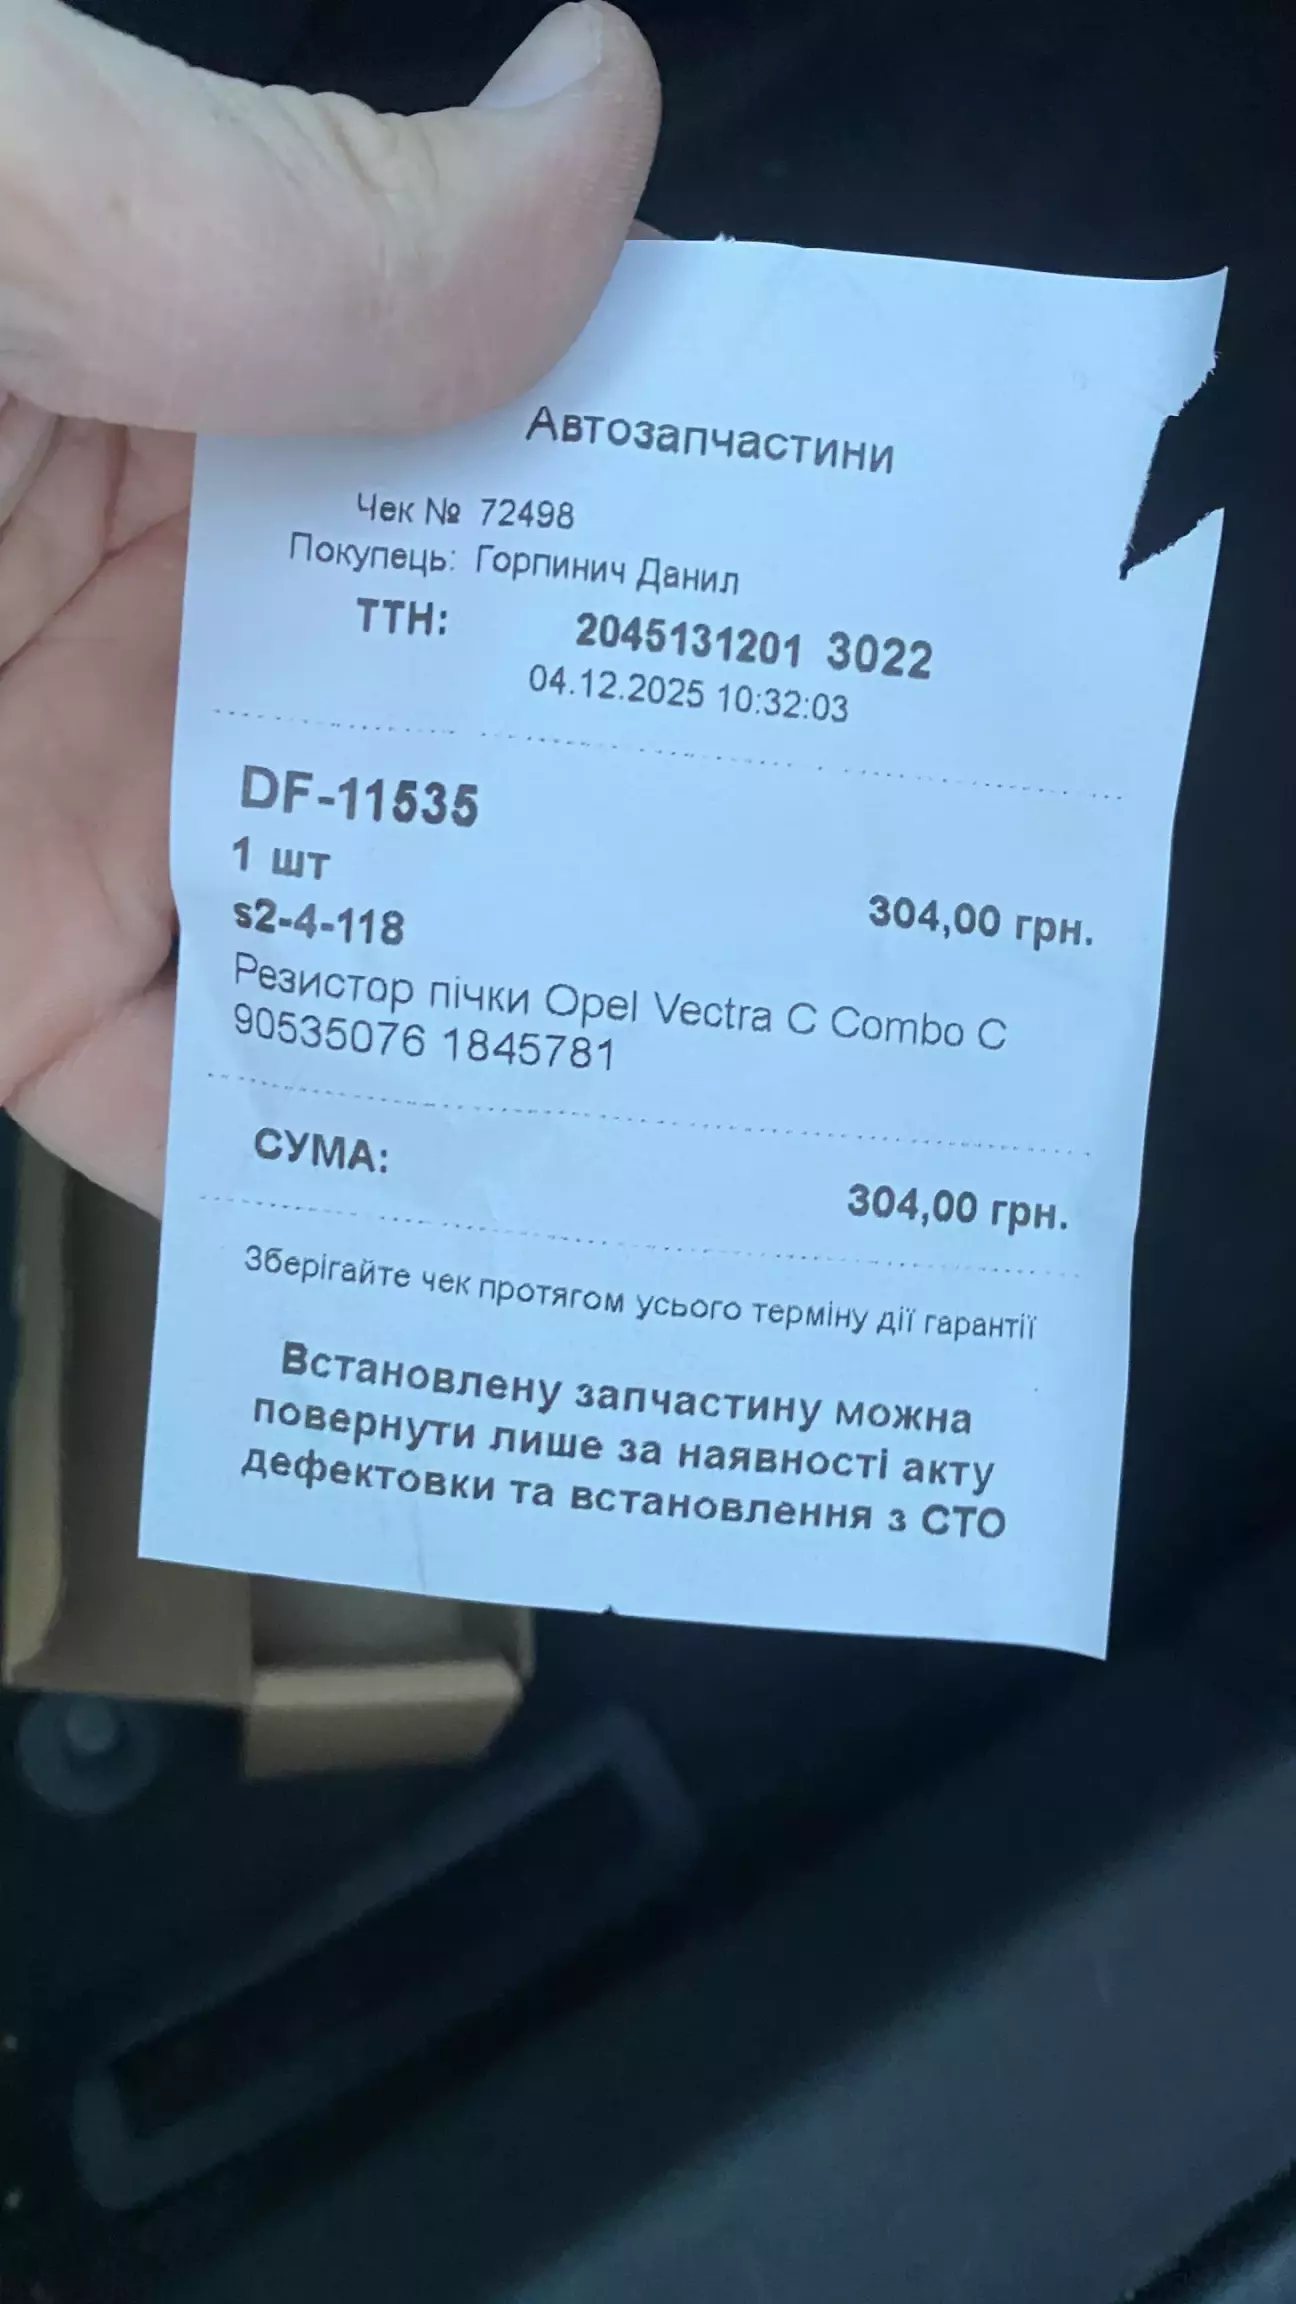 Автозапчастини
Чек № 72498
Покупець: Горпинич Данил
ТТН: 2045131201 3022
04.12.2025 10:32:03
DF-11535
1 шт
304,00 грн.
s2-4-118
Резистор пічки Opel Vectra C Combo C
90535076 1845781
СУМА:
304,00 грн.
Зберігайте чек протягом усього терміну дії гарантії
Встановлену запчастину можна
повернути лише за наявності акту
дефектовки та встановлення з СТО